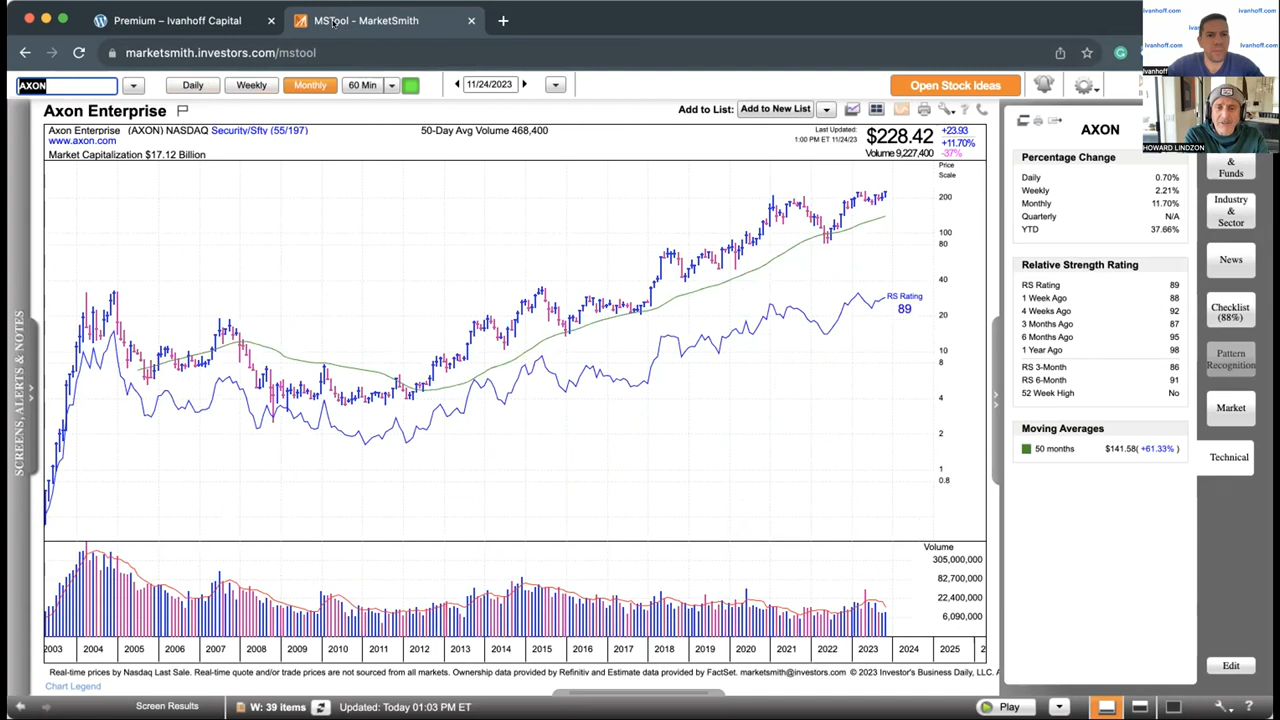 Premium – Ivanhoff Capital
MSTool - MarketSmith
marketsmith.investors.com/mstool
ivanhoff.com
ivanhoff.com
ivanhoff.com
ivanhoff.com
Ivanhoff
HOWARD LINDZON
AXON
Daily
Weekly
Monthly
60 Min
11/24/2023
Open Stock Ideas
Axon Enterprise
Add to List:
Add to New List
Axon Enterprise (AXON) NASDAQ Security/Sfty (55/197)
www.axon.com
Market Capitalization $17.12 Billion
50-Day Avg Volume 468,400
Last Updated:
1:00 PM ET 11/24/23
$228.42
+23.93
+11.70%
Volume 9,227,400
-37%
Price
Scale
200
100
80
40
20
10
8
4
2
1
0.8
RS Rating
89
Volume
305,000,000
82,700,000
22,400,000
6,090,000
2003
2004
2005
2006
2007
2008
2009
2010
2011
2012
2013
2014
2015
2016
2017
2018
2019
2020
2021
2022
2023
2024
2025
2
Real-time prices by Nasdaq Last Sale. Real-time quote and/or trade prices are not sourced from all markets. Ownership data provided by Refinitiv and Estimate data provided by FactSet. marketsmith@investors.com © 2023 Investor's Business Daily, LLC. A
Chart Legend
SCREENS, ALERTS & NOTES
AXON
Percentage Change
Daily 0.70%
Weekly 2.21%
Monthly 11.70%
Quarterly N/A
YTD 37.66%
Relative Strength Rating
RS Rating 89
1 Week Ago 88
4 Weeks Ago 92
3 Months Ago 87
6 Months Ago 95
1 Year Ago 98
RS 3-Month 86
RS 6-Month 91
52 Week High No
Moving Averages
50 months $141.58( +61.33% )
&
Funds
Industry
&
Sector
News
Checklist
(88%)
Pattern
Recognition
Market
Technical
Edit
Screen Results
W: 39 items
Updated: Today 01:03 PM ET
Play